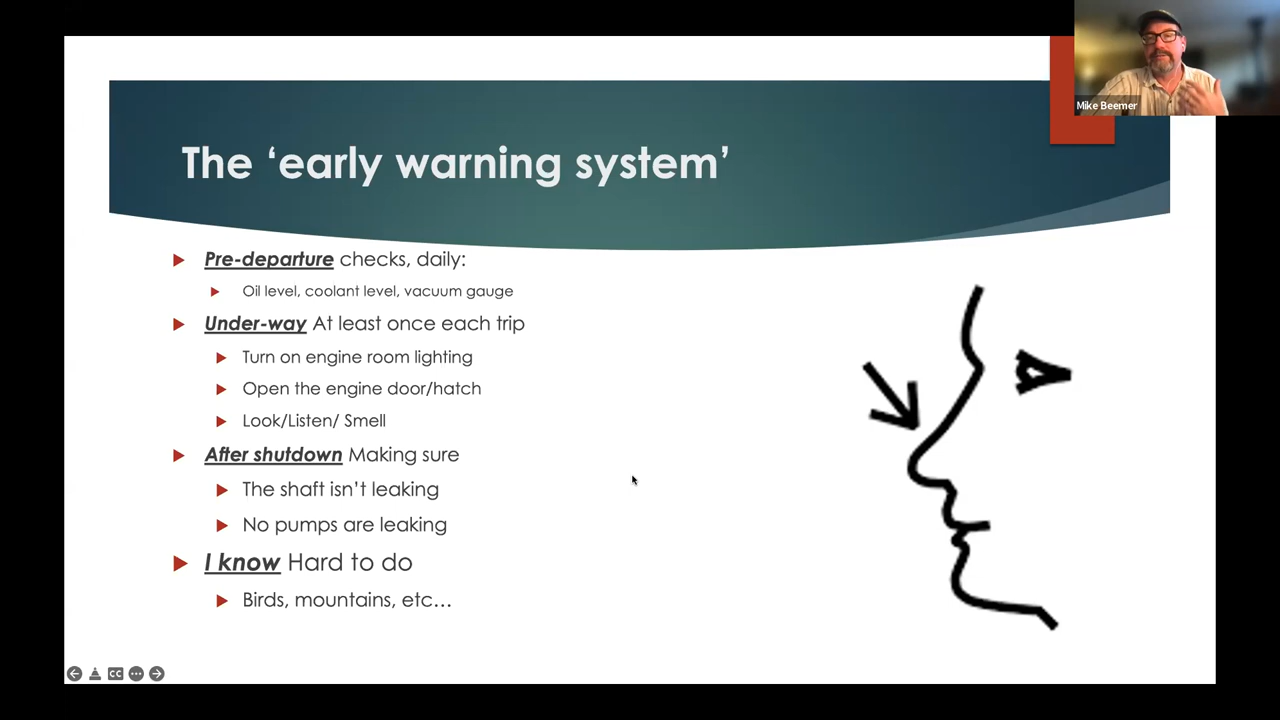 Mike Beemer
The ‘early warning system’
Pre-departure checks, daily:
Oil level, coolant level, vacuum gauge
Under-way At least once each trip
Turn on engine room lighting
Open the engine door/hatch
Look/Listen/ Smell
After shutdown Making sure
The shaft isn’t leaking
No pumps are leaking
I know Hard to do
Birds, mountains, etc…
CC